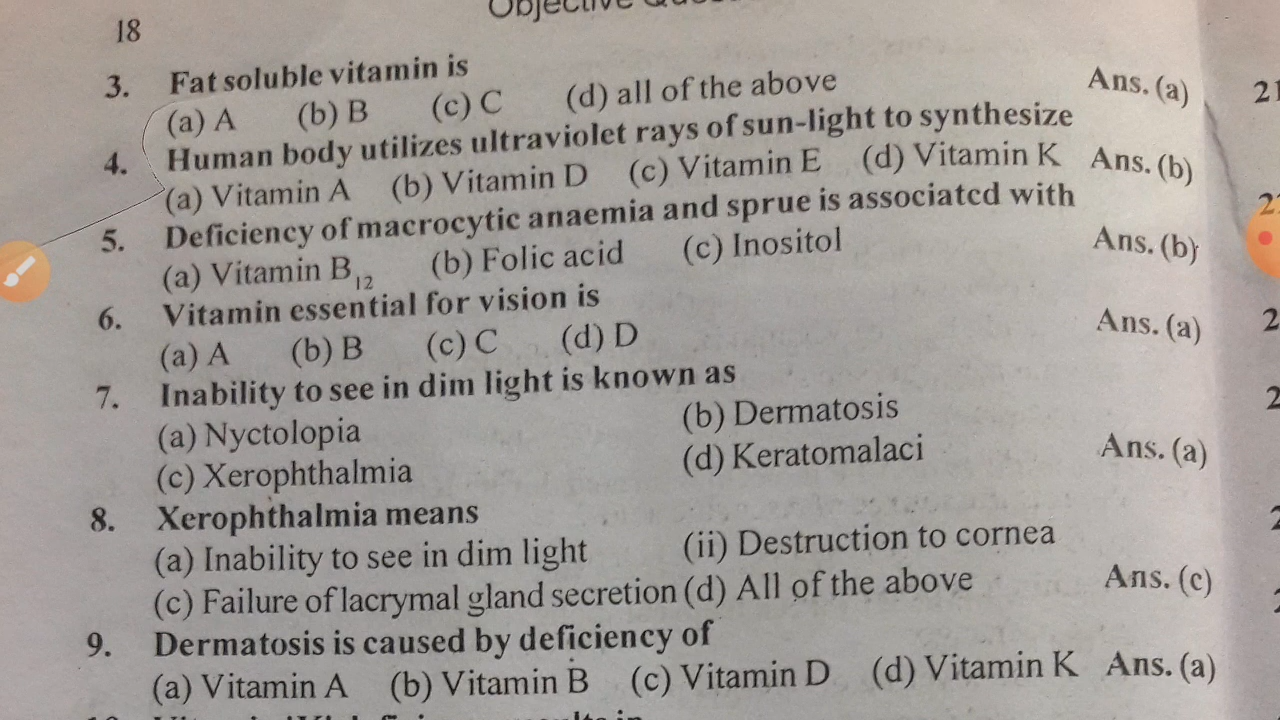 Objective
18
3. Fat soluble vitamin is
(a) A (b) B (c) C (d) all of the above Ans. (a)
4. Human body utilizes ultraviolet rays of sun-light to synthesize
(a) Vitamin A (b) Vitamin D (c) Vitamin E (d) Vitamin K Ans. (b)
5. Deficiency of macrocytic anaemia and sprue is associatcd with
(a) Vitamin B₁₂ (b) Folic acid (c) Inositol Ans. (b)
6. Vitamin essential for vision is
(a) A (b) B (c) C (d) D Ans. (a)
7. Inability to see in dim light is known as
(a) Nyctolopia (b) Dermatosis
(c) Xerophthalmia (d) Keratomalaci Ans. (a)
8. Xerophthalmia means
(a) Inability to see in dim light (ii) Destruction to cornea
(c) Failure of lacrymal gland secretion (d) All of the above Ans. (c)
9. Dermatosis is caused by deficiency of
(a) Vitamin A (b) Vitamin B (c) Vitamin D (d) Vitamin K Ans. (a)